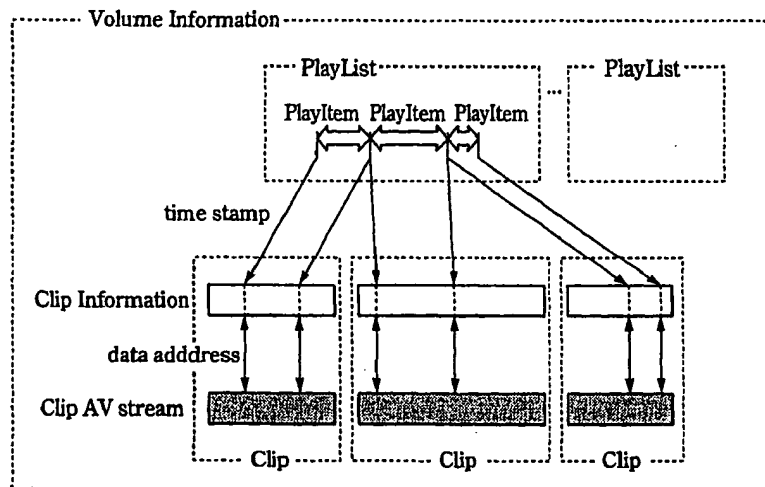 Volume Information
PlayList
PlayList
...
PlayItem PlayItem PlayItem
time stamp
Clip Information
data adddress
Clip AV stream
Clip
Clip
Clip